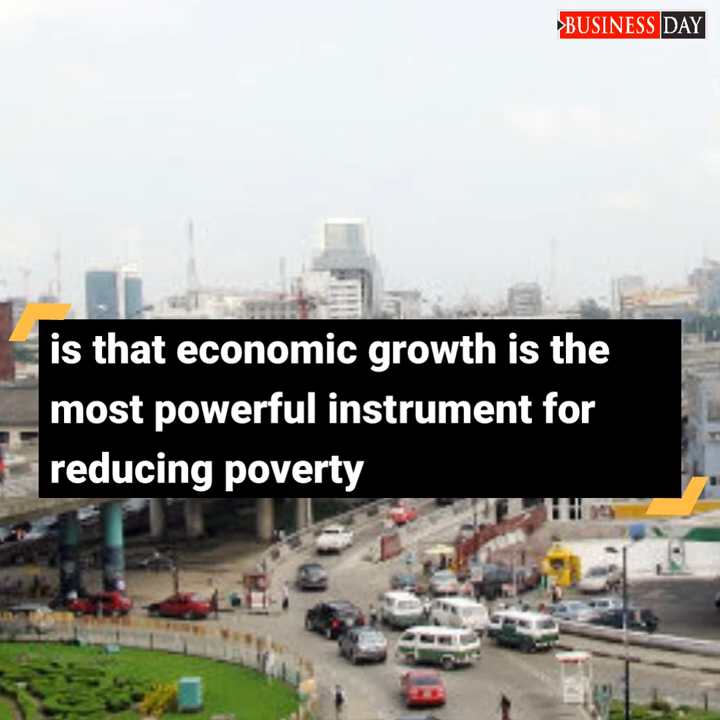 BUSINESS DAY
is that economic growth is the
most powerful instrument for
reducing poverty